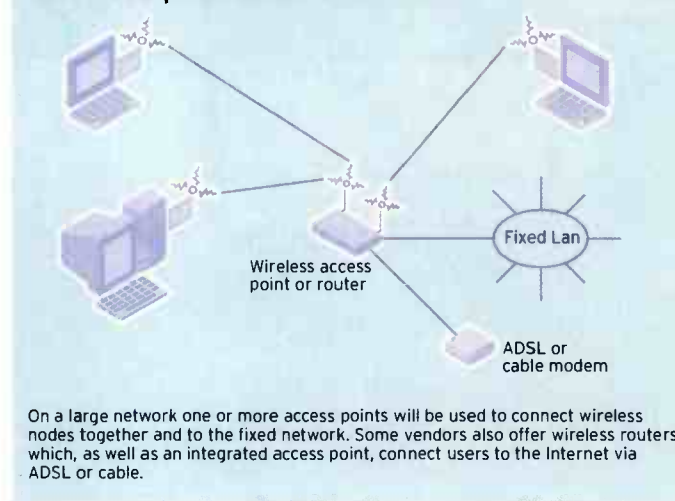 Wireless access
point or router
Fixed Lan
ADSL or
cable modem
On a large network one or more access points will be used to connect wireless
nodes together and to the fixed network. Some vendors also offer wireless routers
which, as well as an integrated access point, connect users to the Internet via
ADSL or cable.